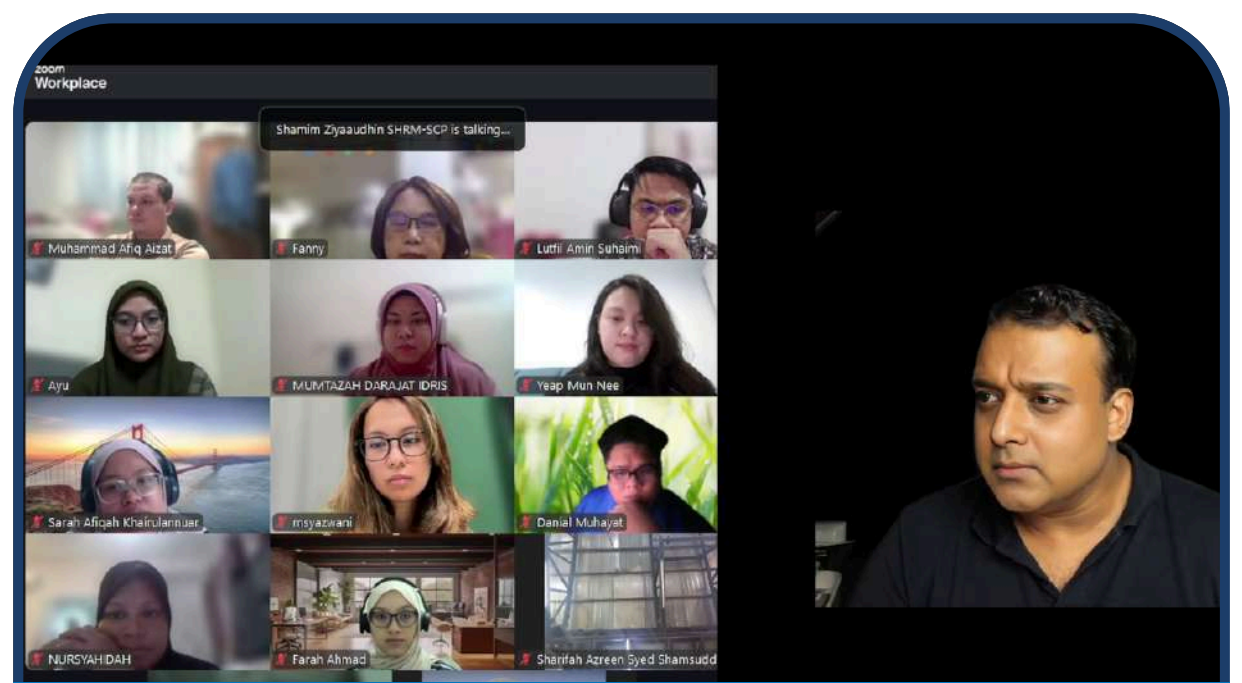 zoom
Workplace
Shamim Ziyaaudhin SHRM-SCP is talking...
Muhammad Afiq Aizat
Fanny
Lutfil Amin Suhaimi
Ayu
MUMTAZAH DARAJAT IDRIS
Yeap Mun Nee
Sarah Afiqah Khairulannuar
msyazwani
Danial Muhayat
NURSYAHIDAH
Farah Ahmad
Sharifah Azreen Syed Shamsudd